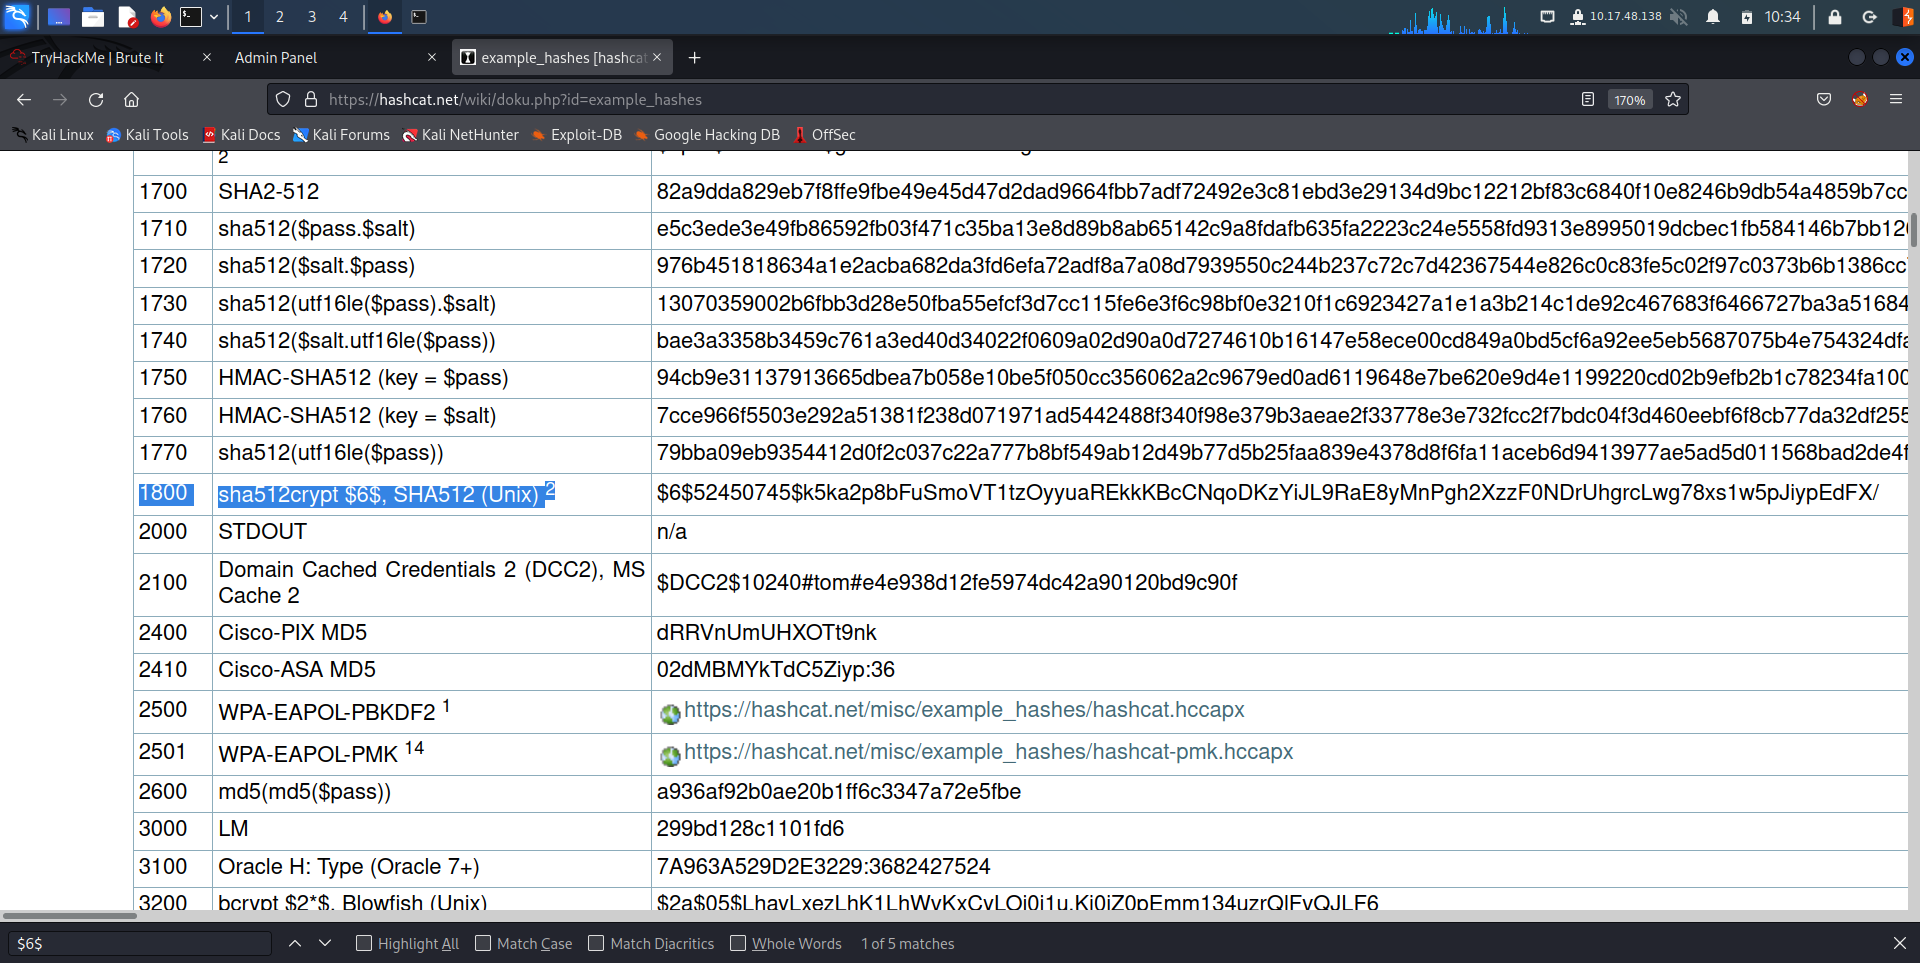 1 2 3 4 10.17.48.138 10:34
TryHackMe | Brute It Admin Panel example_hashes [hashcat
https://hashcat.net/wiki/doku.php?id=example_hashes 170%
Kali Linux Kali Tools Kali Docs Kali Forums Kali NetHunter Exploit-DB Google Hacking DB OffSec
2
1700 SHA2-512 82a9dda829eb7f8ffe9fbe49e45d47d2dad9664fbb7adf72492e3c81ebd3e29134d9bc12212bf83c6840f10e8246b9db54a4859b7cc
1710 sha512($pass.$salt) e5c3ede3e49fb86592fb03f471c35ba13e8d89b8ab65142c9a8fdafb635fa2223c24e5558fd9313e8995019dcbec1fb584146b7bb12
1720 sha512($salt.$pass) 976b451818634a1e2acba682da3fd6efa72adf8a7a08d7939550c244b237c72c7d42367544e826c0c83fe5c02f97c0373b6b1386cc
1730 sha512(utf16le($pass).$salt) 13070359002b6fbb3d28e50fba55efcf3d7cc115fe6e3f6c98bf0e3210f1c6923427a1e1a3b214c1de92c467683f6466727ba3a51684
1740 sha512($salt.utf16le($pass)) bae3a3358b3459c761a3ed40d34022f0609a02d90a0d7274610b16147e58ece00cd849a0bd5cf6a92ee5eb5687075b4e754324dfa
1750 HMAC-SHA512 (key = $pass) 94cb9e31137913665dbea7b058e10be5f050cc356062a2c9679ed0ad6119648e7be620e9d4e1199220cd02b9efb2b1c78234fa100
1760 HMAC-SHA512 (key = $salt) 7cce966f5503e292a51381f238d071971ad5442488f340f98e379b3aeae2f33778e3e732fcc2f7bdc04f3d460eebf6f8cb77da32df255
1770 sha512(utf16le($pass)) 79bba09eb9354412d0f2c037c22a777b8bf549ab12d49b77d5b25faa839e4378d8f6fa11aceb6d9413977ae5ad5d011568bad2de4f
1800 sha512crypt $6$, SHA512 (Unix) 2 $6$52450745$k5ka2p8bFuSmoVT1tzOyyuaREkkKBcCNqoDKzYiJL9RaE8yMnPgh2XzzF0NDrUhgrcLwg78xs1w5pJiypEdFX/
2000 STDOUT n/a
2100 Domain Cached Credentials 2 (DCC2), MS Cache 2 $DCC2$10240#tom#e4e938d12fe5974dc42a90120bd9c90f
2400 Cisco-PIX MD5 dRRVnUmUHXOTt9nk
2410 Cisco-ASA MD5 02dMBMYkTdC5Ziyp:36
2500 WPA-EAPOL-PBKDF2 1 https://hashcat.net/misc/example_hashes/hashcat.hccapx
2501 WPA-EAPOL-PMK 14 https://hashcat.net/misc/example_hashes/hashcat-pmk.hccapx
2600 md5(md5($pass)) a936af92b0ae20b1ff6c3347a72e5fbe
3000 LM 299bd128c1101fd6
3100 Oracle H: Type (Oracle 7+) 7A963A529D2E3229:3682427524
3200 bcrypt $2*$, Blowfish (Unix) $2a$05$LhayLxezLhK1LhWvKxCyLOj0j1u.Kj0jZ0pEmm134uzrQlFvQJLF6
$6$ Highlight All Match Case Match Diacritics Whole Words 1 of 5 matches